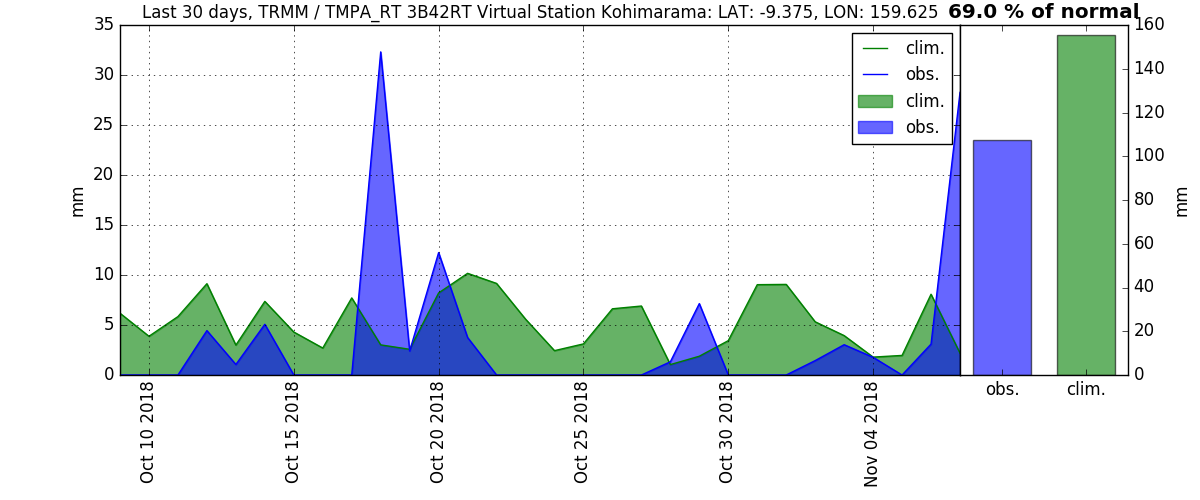 Last 30 days, TRMM / TMPA_RT 3B42RT Virtual Station Kohimarama: LAT: -9.375, LON: 159.625 69.0 % of normal
35
30
25
20
15
10
5
0
mm
clim.
obs.
clim.
obs.
160
140
120
100
80
60
40
20
0
mm
obs.
clim.
Oct 10 2018
Oct 15 2018
Oct 20 2018
Oct 25 2018
Oct 30 2018
Nov 04 2018